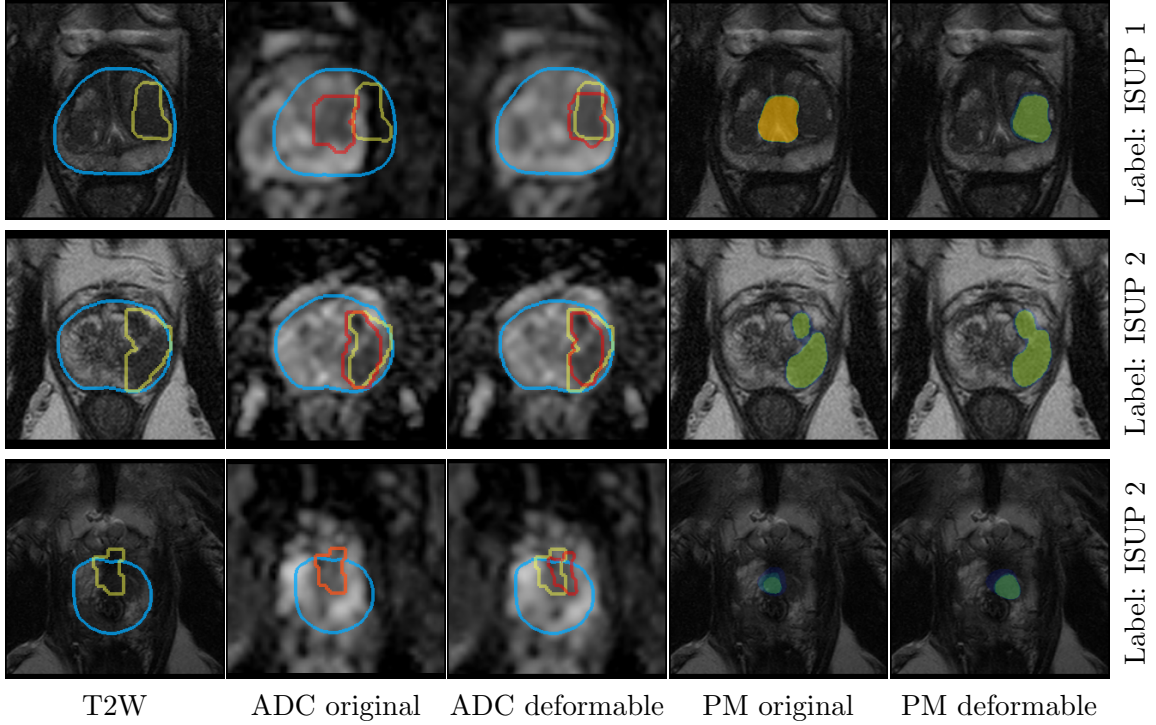 Label: ISUP 1
Label: ISUP 2
Label: ISUP 2
T2W
ADC original
ADC deformable
PM original
PM deformable